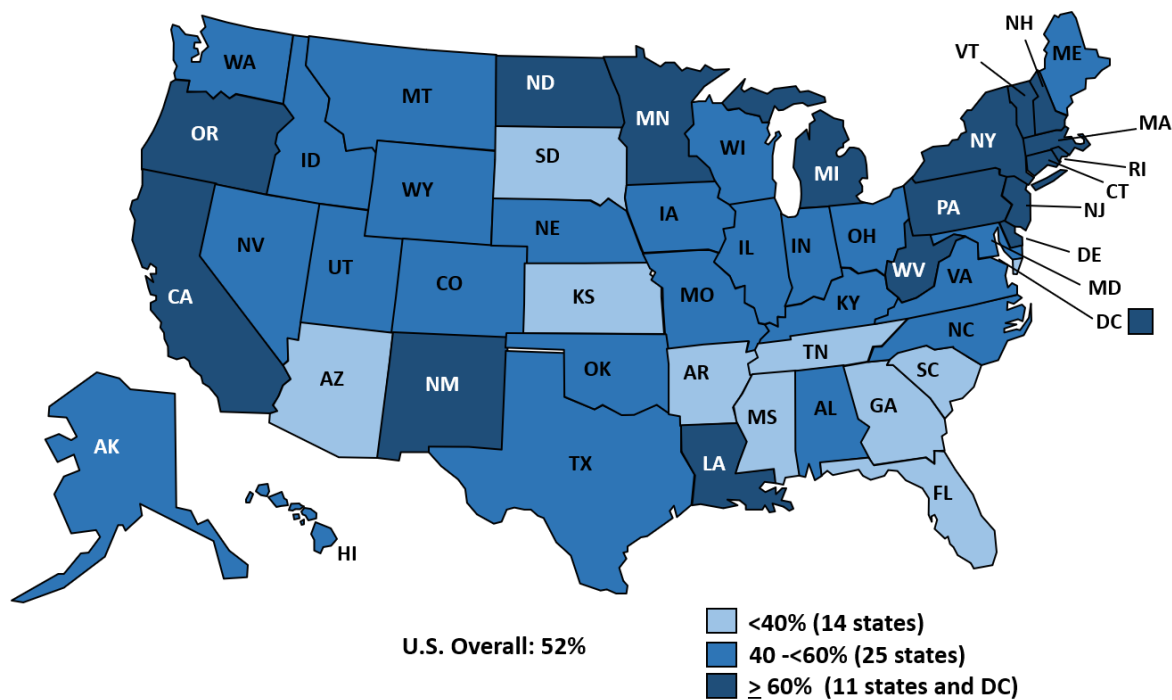 NH
VT
ME
WA
MT
ND
MN
OR
ID
SD
WI
MI
NY
MA
RI
CT
WY
IA
PA
NJ
NE
NV
UT
CO
IL
IN
OH
WV
VA
DE
MD
CA
KS
MO
KY
DC
NC
TN
AZ
NM
OK
AR
SC
MS
AL
GA
AK
TX
LA
FL
HI
U.S. Overall: 52%
<40% (14 states)
40 -<60% (25 states)
≥ 60% (11 states and DC)